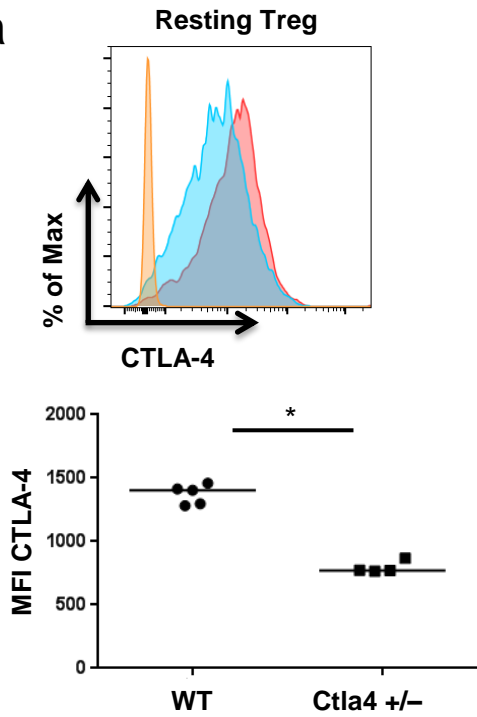 a
Resting Treg
% of Max
CTLA-4
*
2000
1500
1000
500
0
MFI CTLA-4
WT
Ctla4 +/–